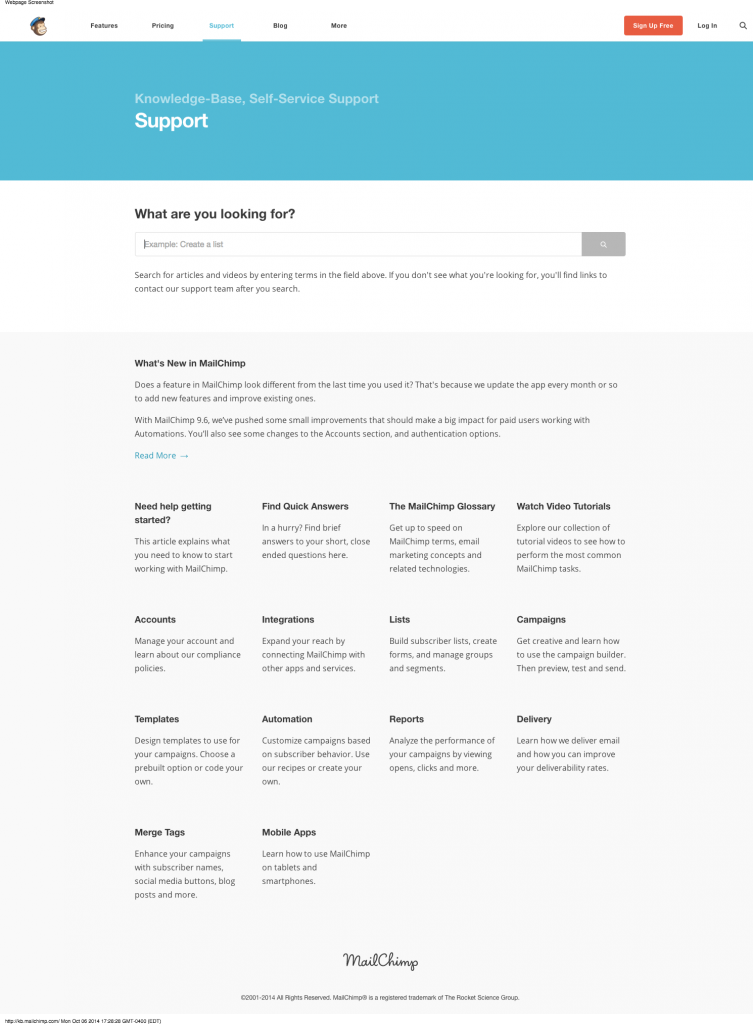 Webpage Screenshot
Features Pricing Support Blog More Sign Up Free Log In
Knowledge-Base, Self-Service Support
Support
What are you looking for?
Example: Create a list
Search for articles and videos by entering terms in the field above. If you don't see what you're looking for, you'll find links to
contact our support team after you search.
What's New in MailChimp
Does a feature in MailChimp look different from the last time you used it? That's because we update the app every month or so
to add new features and improve existing ones.
With MailChimp 9.6, we've pushed some small improvements that should make a big impact for paid users working with
Automations. You'll also see some changes to the Accounts section, and authentication options.
Read More →
Need help getting
started?
This article explains what
you need to know to start
working with MailChimp.
Find Quick Answers
In a hurry? Find brief
answers to your short, close
ended questions here.
The MailChimp Glossary
Get up to speed on
MailChimp terms, email
marketing concepts and
related technologies.
Watch Video Tutorials
Explore our collection of
tutorial videos to see how to
perform the most common
MailChimp tasks.
Accounts
Manage your account and
learn about our compliance
policies.
Integrations
Expand your reach by
connecting MailChimp with
other apps and services.
Lists
Build subscriber lists, create
forms, and manage groups
and segments.
Campaigns
Get creative and learn how
to use the campaign builder.
Then preview, test and send.
Templates
Design templates to use for
your campaigns. Choose a
prebuilt option or code your
own.
Automation
Customize campaigns based
on subscriber behavior. Use
our recipes or create your
own.
Reports
Analyze the performance of
your campaigns by viewing
opens, clicks and more.
Delivery
Learn how we deliver email
and how you can improve
your deliverability rates.
Merge Tags
Enhance your campaigns
with subscriber names,
social media buttons, blog
posts and more.
Mobile Apps
Learn how to use MailChimp
on tablets and
smartphones.
MailChimp
©2001-2014 All Rights Reserved. MailChimp® is a registered trademark of The Rocket Science Group.
http://kb.mailchimp.com/ Mon Oct 06 2014 17:28:28 GMT-0400 (EDT)